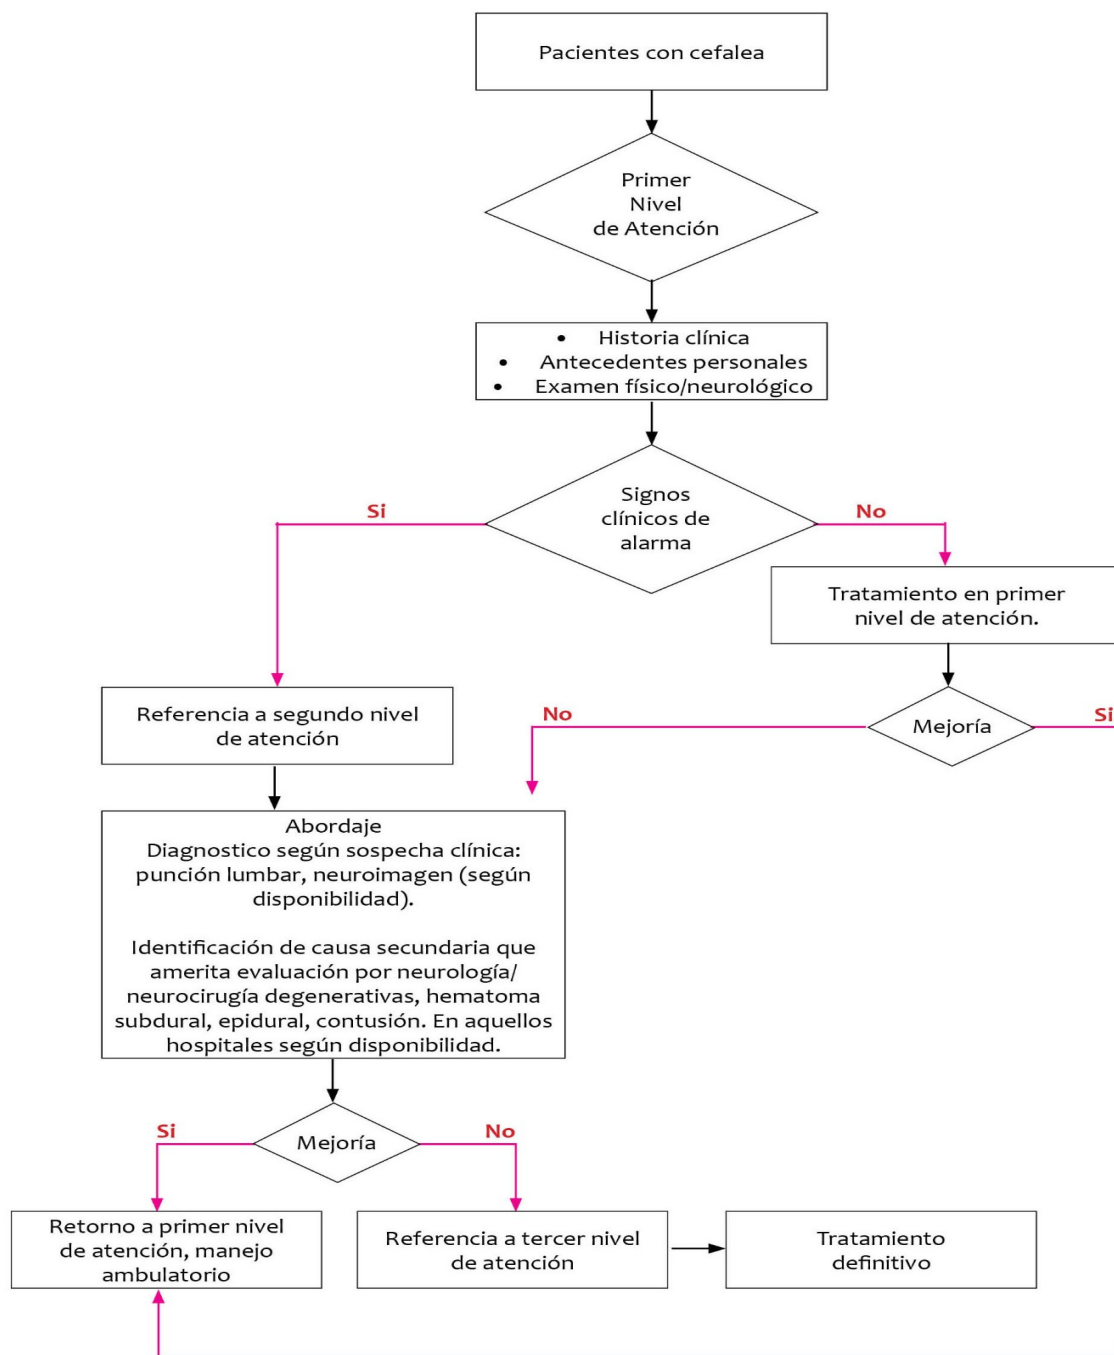 Pacientes con cefalea
Primer
Nivel
de Atención
• Historia clínica
• Antecedentes personales
• Examen físico/neurológico
Signos
clínicos de
alarma
Si
No
Tratamiento en primer
nivel de atención.
Referencia a segundo nivel
de atención
No
Mejoría
Si
Abordaje
Diagnostico según sospecha clínica:
punción lumbar, neuroimagen (según
disponibilidad).
Identificación de causa secundaria que
amerita evaluación por neurología/
neurocirugía degenerativas, hematoma
subdural, epidural, contusión. En aquellos
hospitales según disponibilidad.
Si
Mejoría
No
Retorno a primer nivel
de atención, manejo
ambulatorio
Referencia a tercer nivel
de atención
Tratamiento
definitivo